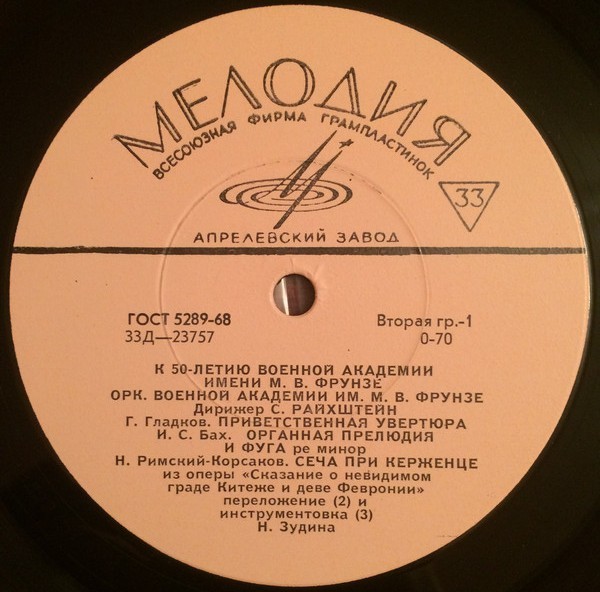 МЕЛОДИЯ
ВСЕСОЮЗНАЯ ФИРМА ГРАМПЛАСТИНОК
33
АПРЕЛЕВСКИЙ ЗАВОД
ГОСТ 5289-68 Вторая гр.-1
33Д—23757 0-70
К 50-ЛЕТИЮ ВОЕННОЙ АКАДЕМИИ
ИМЕНИ М. В. ФРУНЗЕ
ОРК. ВОЕННОЙ АКАДЕМИИ ИМ. М. В. ФРУНЗЕ
Дирижер С. РАЙХШТЕЙН
Г. Гладков. ПРИВЕТСТВЕННАЯ УВЕРТЮРА
И. С. Бах. ОРГАННАЯ ПРЕЛЮДИЯ
И ФУГА ре минор
Н. Римский-Корсаков. СЕЧА ПРИ КЕРЖЕНЦЕ
из оперы «Сказание о невидимом
граде Китеже и деве Февронии»
переложение (2) и
инструментовка (3)
Н. Зудина